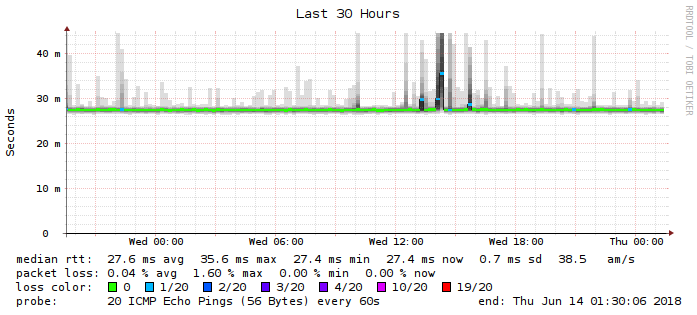 Last 30 Hours
RRDTOOL / TOBI OETIKER
Seconds
40 m
30 m
20 m
10 m
0
Wed 00:00 Wed 06:00 Wed 12:00 Wed 18:00 Thu 00:00
median rtt: 27.6 ms avg 35.6 ms max 27.4 ms min 27.4 ms now 0.7 ms sd 38.5 am/s
packet loss: 0.04 % avg 1.60 % max 0.00 % min 0.00 % now
loss color: 0 1/20 2/20 3/20 4/20 10/20 19/20
probe: 20 ICMP Echo Pings (56 Bytes) every 60s end: Thu Jun 14 01:30:06 2018